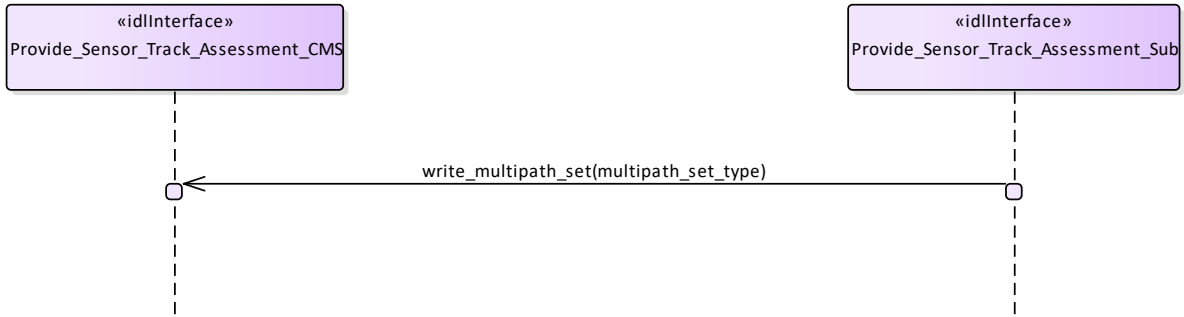 «idlInterface»
Provide_Sensor_Track_Assessment_CMS
«idlInterface»
Provide_Sensor_Track_Assessment_Sub
write_multipath_set(multipath_set_type)